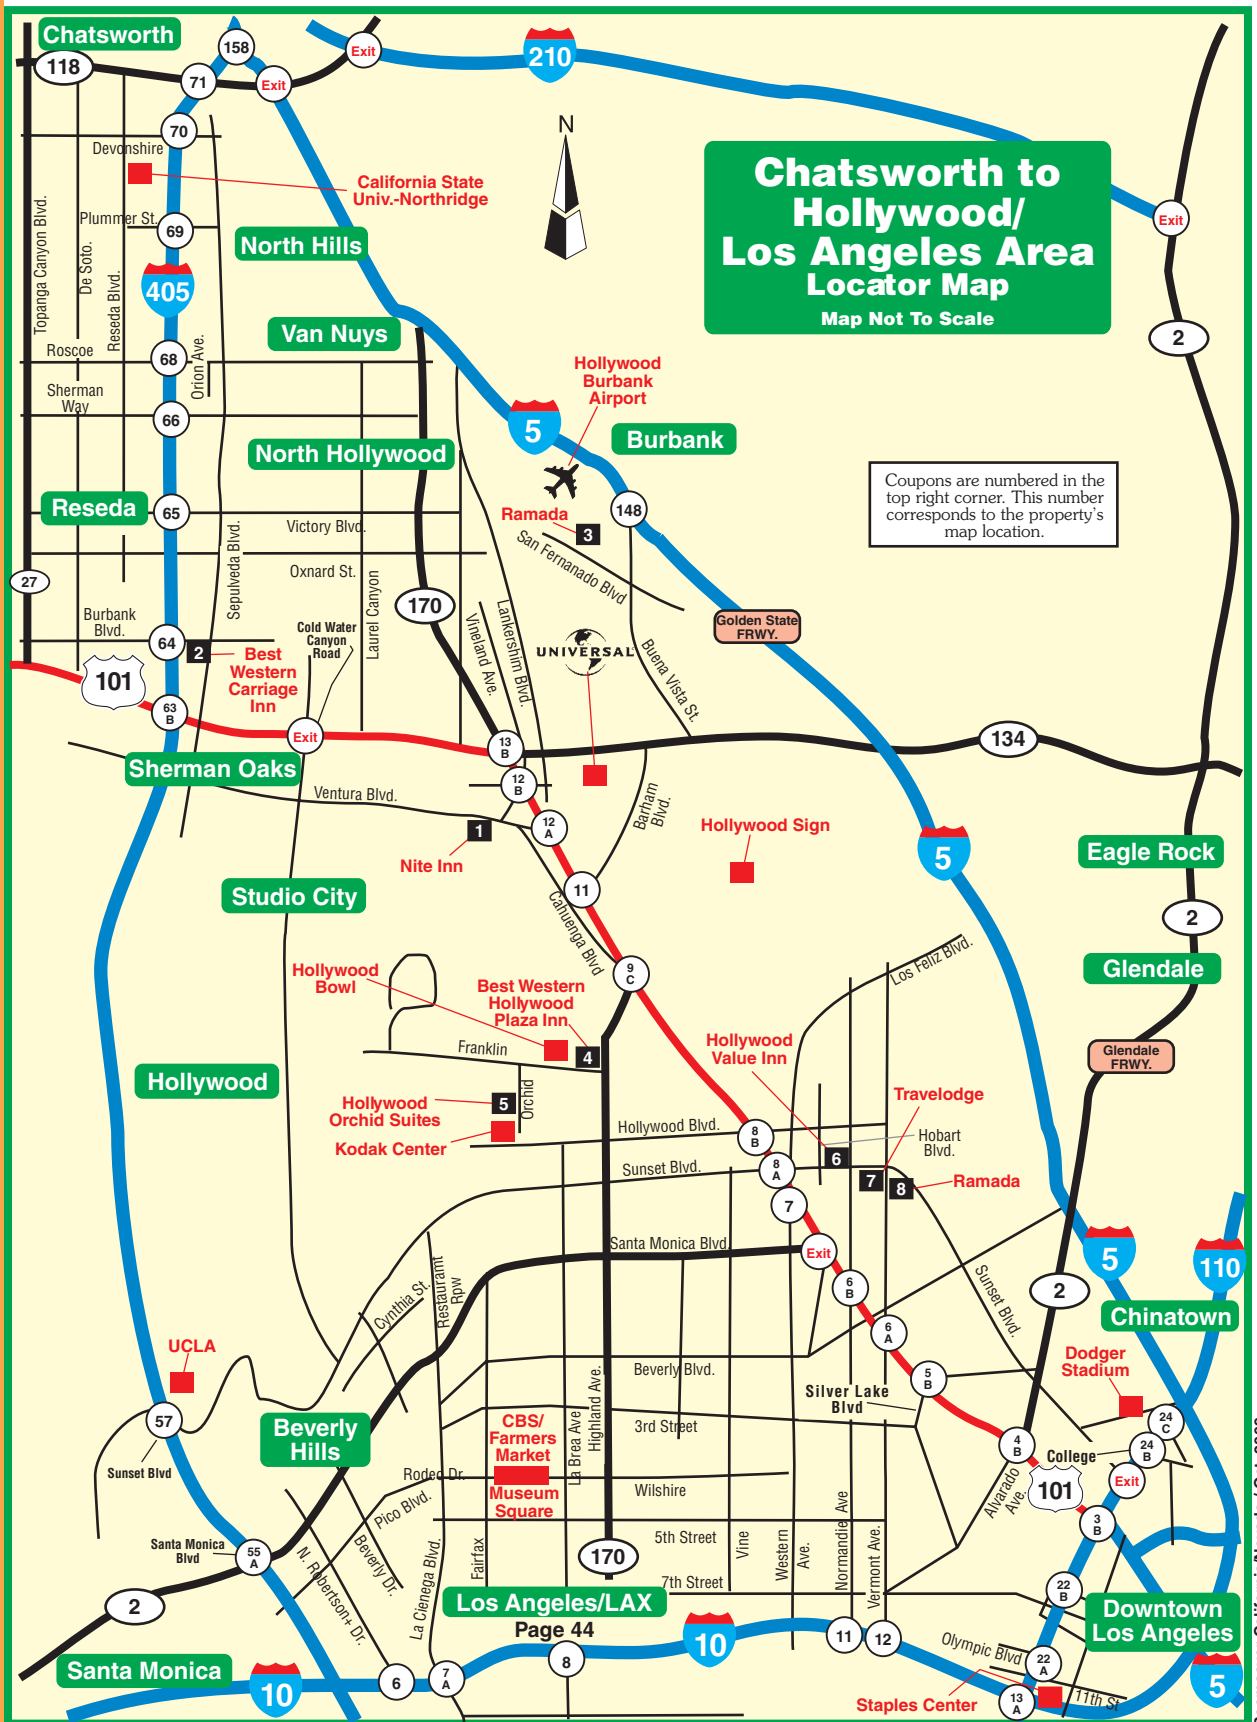 Chatsworth
118
158
71
Exit
Exit
210
70
Devonshire
N
California State
Univ.-Northridge
Chatsworth to
Hollywood/
Los Angeles Area
Locator Map
Map Not To Scale
Exit
Topanga Canyon Blvd.
De Soto.
Reseda Blvd.
Plummer St.
69
North Hills
405
Van Nuys
2
Roscoe
68
Orion Ave.
Sherman
Way
66
Hollywood
Burbank
Airport
5
Burbank
North Hollywood
Coupons are numbered in the
top right corner. This number
corresponds to the property's
map location.
Reseda
65
Victory Blvd.
Ramada
3
148
San Fernanado Blvd
27
Oxnard St.
Sepulveda Blvd.
Laurel Canyon
170
Burbank
Blvd.
64
2
Best
Western
Carriage
Inn
Cold Water
Canyon
Road
Vineland Ave.
Lankershim Blvd.
UNIVERSAL
Buena Vista St.
Golden State
FRWY.
101
63
B
Exit
13
B
134
Sherman Oaks
12
B
Ventura Blvd.
12
A
Barham
Blvd.
1
Nite Inn
Hollywood Sign
5
Eagle Rock
Studio City
11
2
Cahuenga Blvd
Los Feliz Blvd.
Glendale
Hollywood
Bowl
9
C
Best Western
Hollywood
Plaza Inn
4
Franklin
Hollywood
Value Inn
Glendale
FRWY.
Hollywood
Hollywood
Orchid Suites
5
Orchid
Kodak Center
Travelodge
Hollywood Blvd.
8
B
Hobart
Blvd.
6
Sunset Blvd.
8
A
7
8
Ramada
7
Santa Monica Blvd.
Exit
5
110
Restauramt
Rpw
Cynthia St.
6
B
Sunset Blvd.
2
Chinatown
6
A
UCLA
Beverly Blvd.
5
B
Dodger
Stadium
Silver Lake
Blvd
57
Beverly
Hills
CBS/
Farmers
Market
La Brea Ave
Highland Ave.
3rd Street
24
C
4
B
College
24
B
Sunset Blvd
Rodeo Dr.
Museum
Square
Wilshire
Exit
101
Alvarado
Ave.
Pico Blvd.
3
B
Santa Monica
Blvd
55
A
N. Robertson+ Dr.
Beverly Dr.
La Cienega Blvd.
Fairfax
170
5th Street
Vine
Western
Ave.
Normandie Ave
Vermont Ave.
2
7th Street
22
B
Los Angeles/LAX
Page 44
Downtown
Los Angeles
10
11
12
Olympic Blvd
22
A
Santa Monica
10
6
7
A
8
Staples Center
13
A
11th St
5